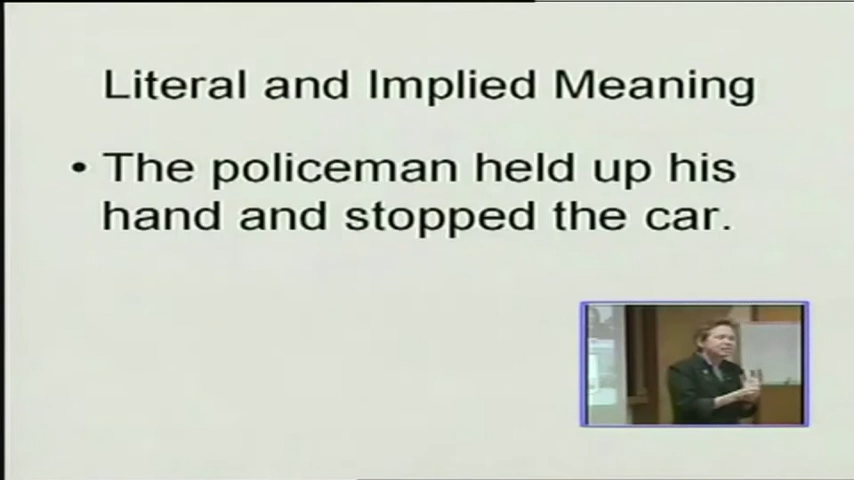 Literal and Implied Meaning
• The policeman held up his
hand and stopped the car.